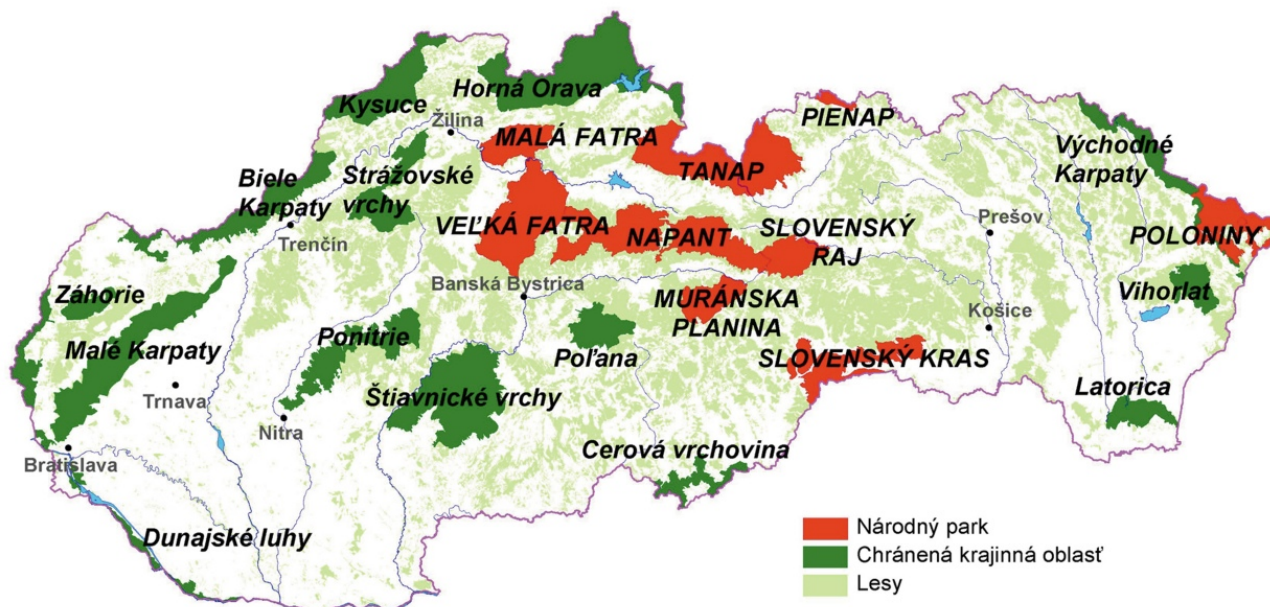 Horná Orava
Kysuce
Žilina
MALÁ FATRA
PIENAP
TANAP
Východné
Karpaty
Biele
Karpaty
Strážovské
vrchy
Trenčín
VEĽKÁ FATRA
NAPANT
SLOVENSKÝ
RAJ
Prešov
POLONINY
Banská Bystrica
MURÁNSKA
PLANINA
Záhorie
Malé Karpaty
Ponitrie
Poľana
Košice
Vihorlat
SLOVENSKÝ KRAS
Trnava
Nitra
Štiavnické vrchy
Latorica
Bratislava
Cerová vrchovina
Dunajské luhy
Národný park
Chránená krajinná oblasť
Lesy